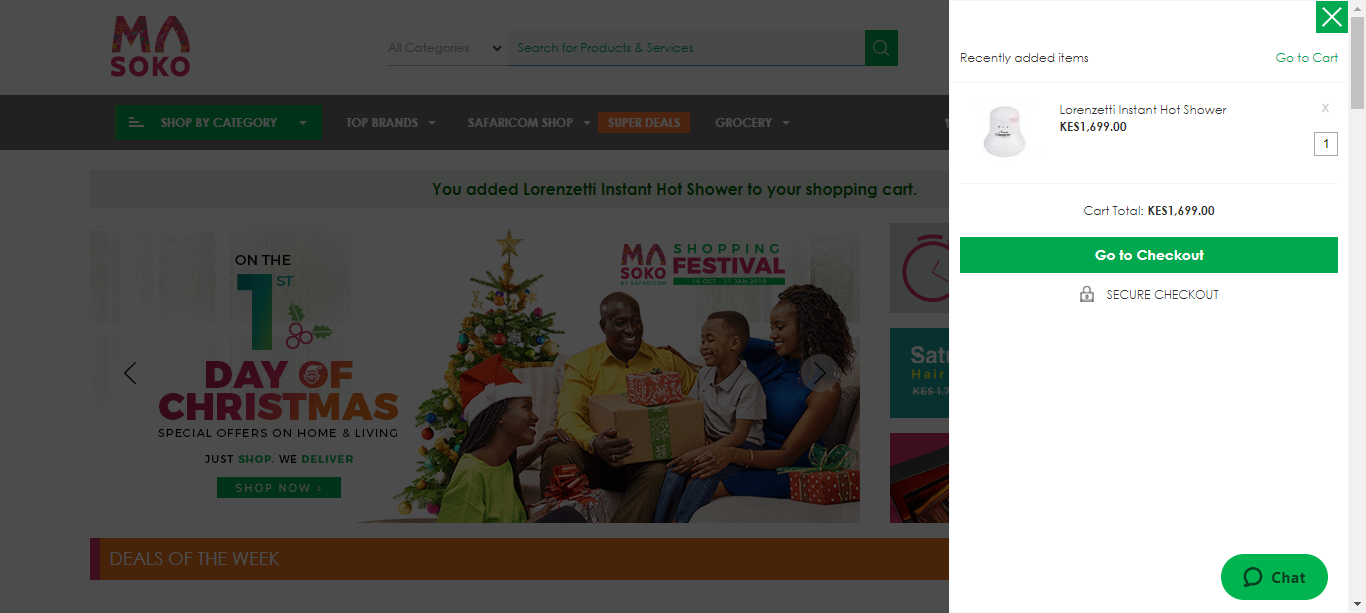 MA
SOKO
All Categories
Search for Products & Services
SHOP BY CATEGORY
TOP BRANDS
SAFARICOM SHOP
SUPER DEALS
GROCERY
You added Lorenzetti Instant Hot Shower to your shopping cart.
ON THE
1ST
DAY OF
CHRISTMAS
SPECIAL OFFERS ON HOME & LIVING
JUST SHOP. WE DELIVER
SHOP NOW ›
MA
SOKO
BY SAFARICOM
SHOPPING
FESTIVAL
16 OCT - 11 JAN 2019
Satu
Hair
KES 1,7
DEALS OF THE WEEK
X
Recently added items
Go to Cart
Lorenzetti Instant Hot Shower
KES1,699.00
X
1
Cart Total: KES1,699.00
Go to Checkout
SECURE CHECKOUT
Chat